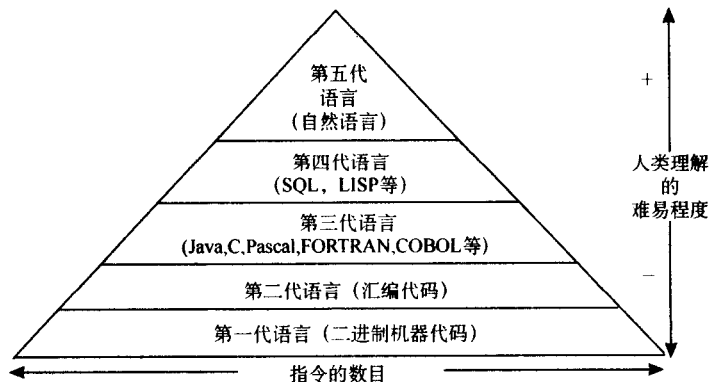 第五代
语言
(自然语言)
第四代语言
(SQL，LISP等)
第三代语言
(Java,C,Pascal,FORTRAN,COBOL等)
第二代语言（汇编代码）
第一代语言（二进制机器代码）
指令的数目
+
人类理解
的
难易程度
−